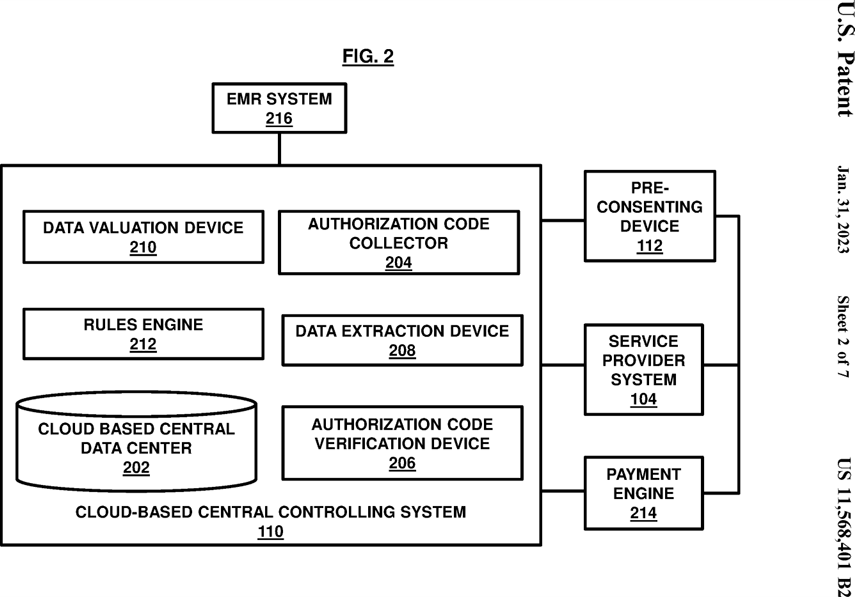 FIG. 2
EMR SYSTEM
216
DATA VALUATION DEVICE
210
AUTHORIZATION CODE
COLLECTOR
204
RULES ENGINE
212
DATA EXTRACTION DEVICE
208
CLOUD BASED CENTRAL
DATA CENTER
202
AUTHORIZATION CODE
VERIFICATION DEVICE
206
CLOUD-BASED CENTRAL CONTROLLING SYSTEM
110
PRE-
CONSENTING
DEVICE
112
SERVICE
PROVIDER
SYSTEM
104
PAYMENT
ENGINE
214
U.S. Patent
Jan. 31, 2023
Sheet 2 of 7
US 11,568,401 B2